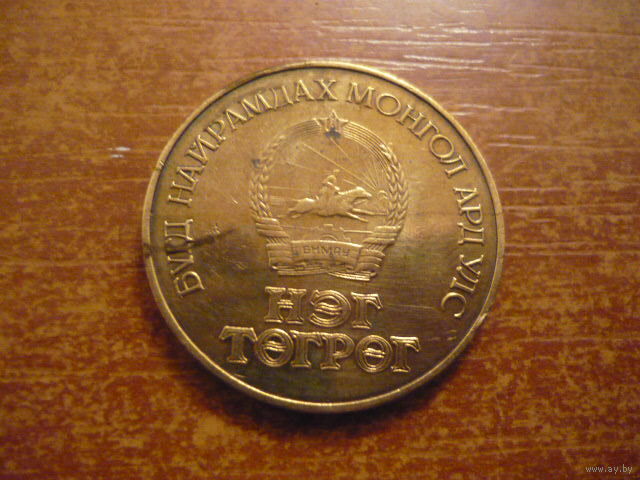 БҮГД НАЙРАМДАХ МОНГОЛ АРД УЛС
БНМАУ
НЭГ
ТӨГРӨГ
www.ay.by